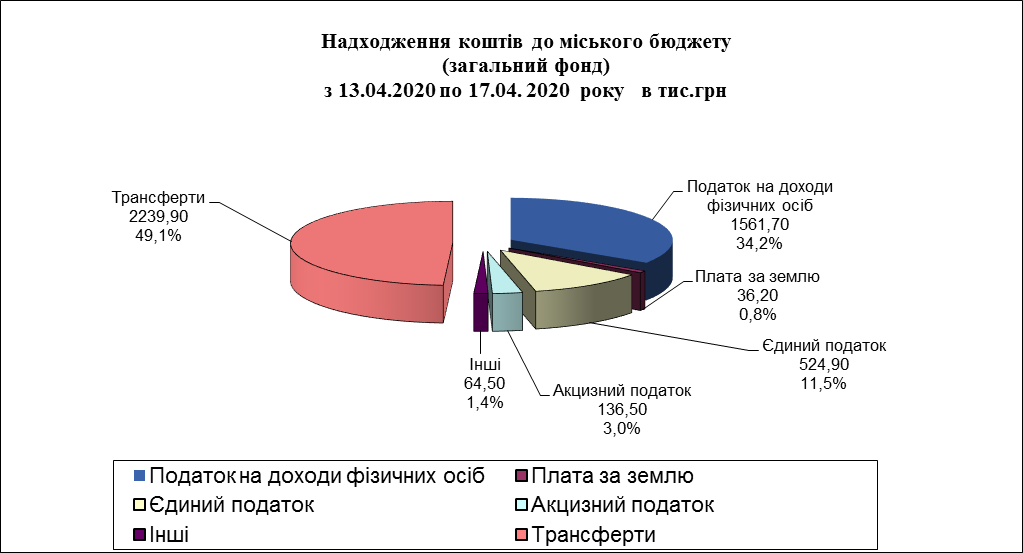 Надходження коштів до міського бюджету
(загальний фонд)
з 13.04.2020 по 17.04. 2020 року в тис.грн
Трансферти
2239,90
49,1%
Податок на доходи
фізичних осіб
1561,70
34,2%
Плата за землю
36,20
0,8%
Єдиний податок
524,90
11,5%
Інші
64,50
1,4%
Акцизний податок
136,50
3,0%
Податок на доходи фізичних осіб
Плата за землю
Єдиний податок
Акцизний податок
Інші
Трансферти